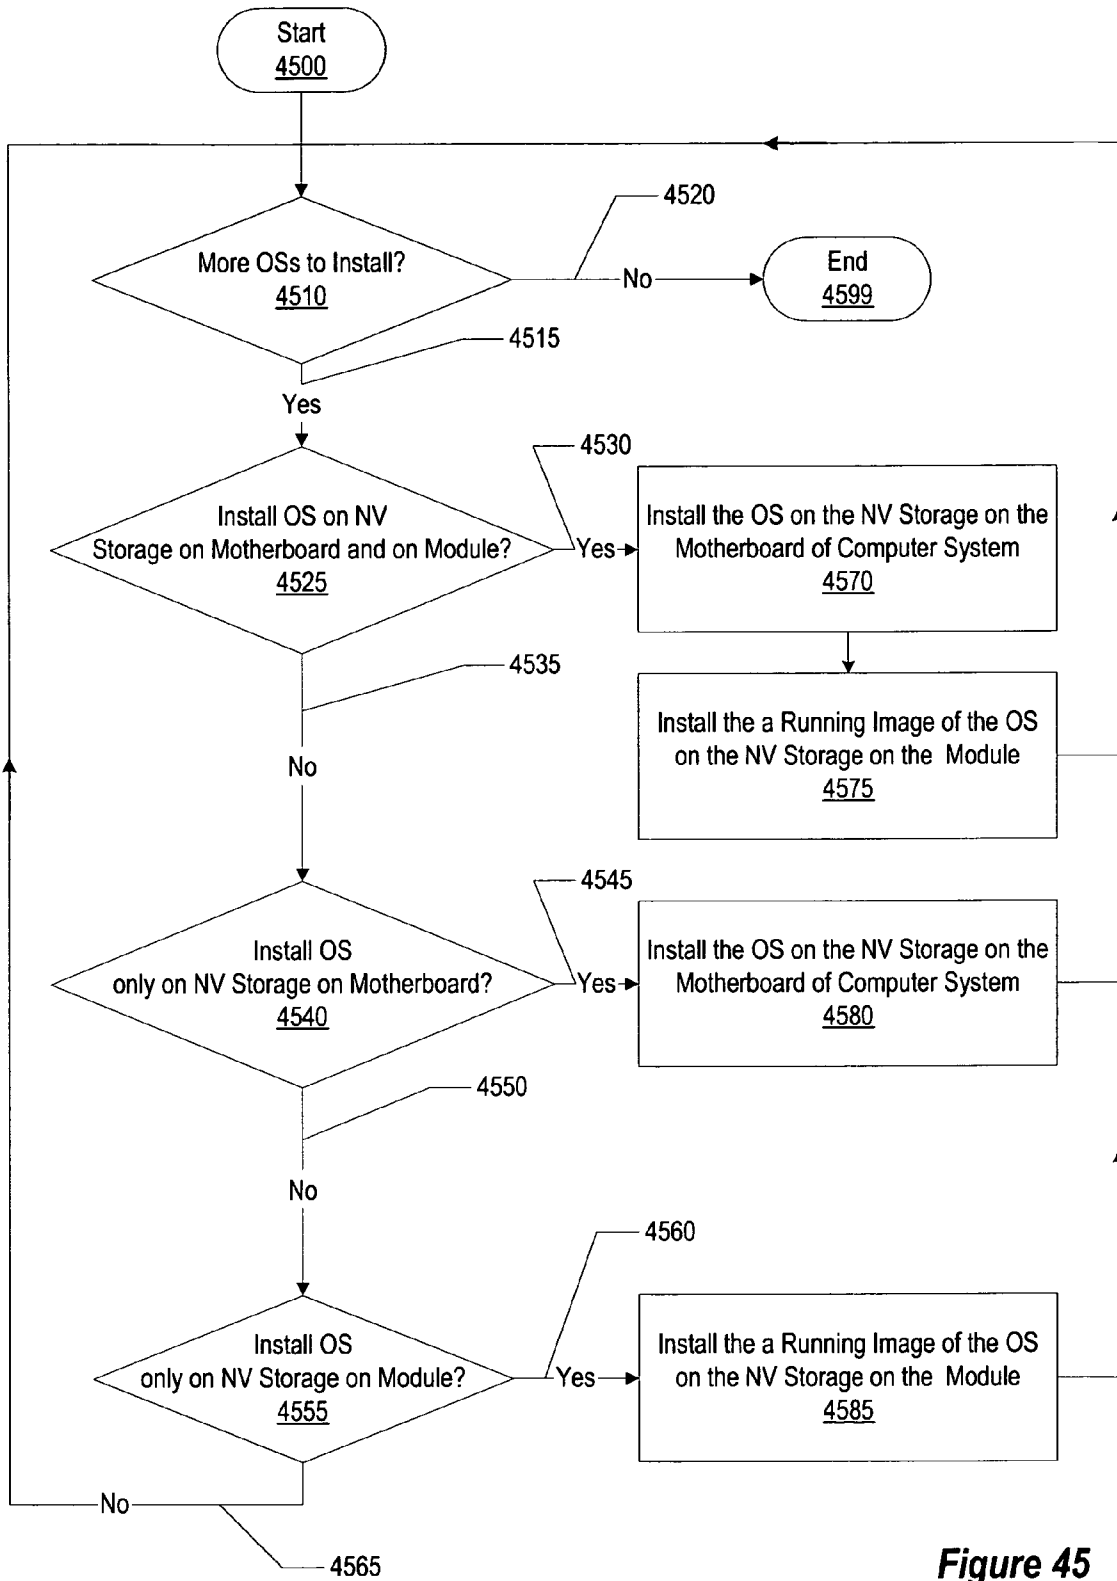 Start
4500
4520
More OSs to Install?
4510
No
End
4599
4515
Yes
4530
Install OS on NV
Storage on Motherboard and on Module?
4525
Yes
Install the OS on the NV Storage on the
Motherboard of Computer System
4570
4535
Install the a Running Image of the OS
on the NV Storage on the Module
4575
No
4545
Install OS
only on NV Storage on Motherboard?
4540
Yes
Install the OS on the NV Storage on the
Motherboard of Computer System
4580
4550
No
4560
Install OS
only on NV Storage on Module?
4555
Yes
Install the a Running Image of the OS
on the NV Storage on the Module
4585
No
4565
Figure 45